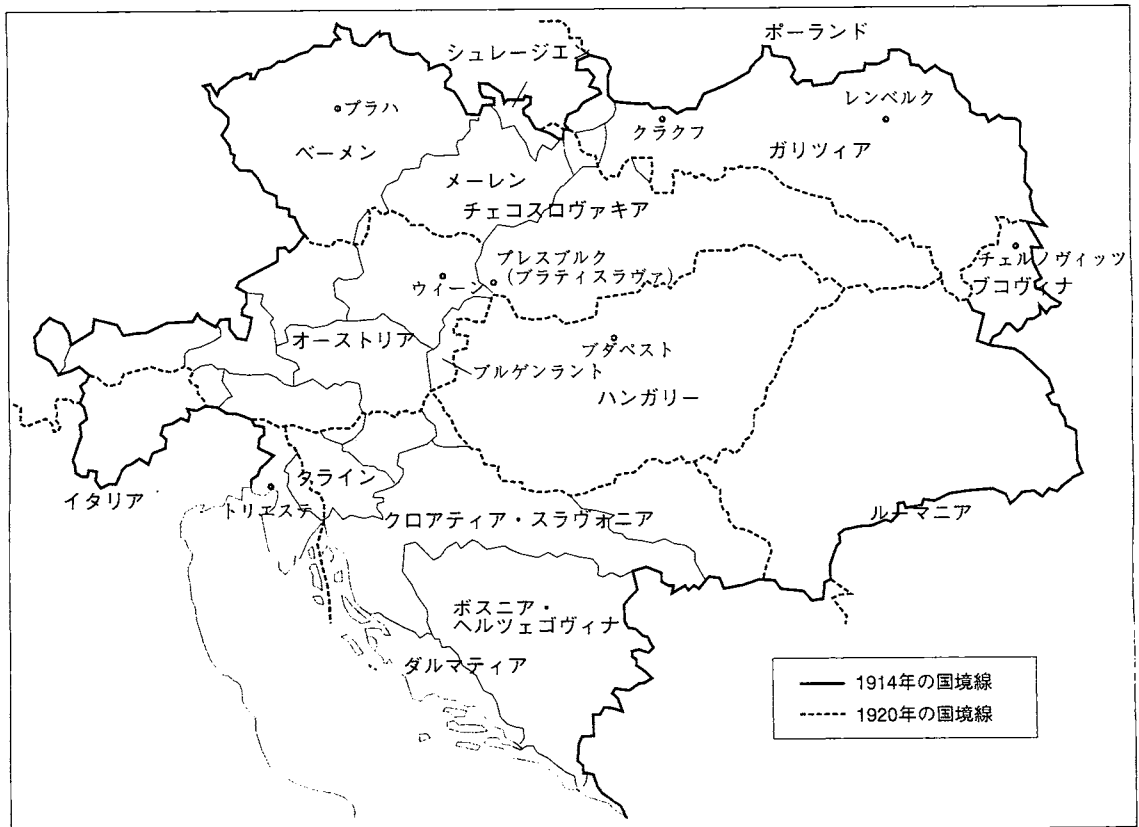 ポーランド
シュレージエン
レンベルク
プラハ
クラクフ
ベーメン
ガリツィア
メーレン
チェコスロヴァキア
プレスブルク
(ブラティスラヴァ)
チェルノヴィッツ
ブコヴィナ
ウィーン
オーストリア
ブダペスト
ブルゲンラント
ハンガリー
タライン
イタリア
トリエステ
クロアティア・スラヴォニア
ルーマニア
ボスニア・
ヘルツェゴヴィナ
ダルマティア
1914年の国境線
1920年の国境線